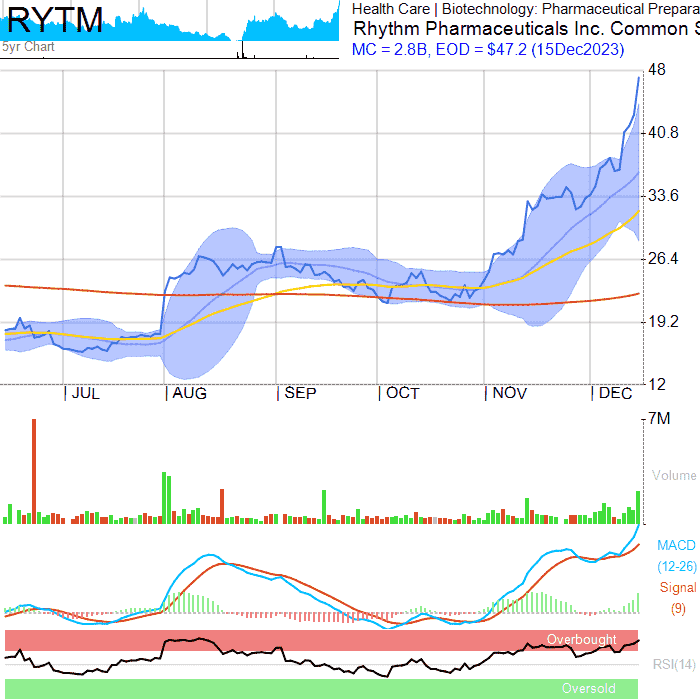 RYTM
5yr Chart
Health Care | Biotechnology: Pharmaceutical Prepara
Rhythm Pharmaceuticals Inc. Common S
MC = 2.8B, EOD = $47.2 (15Dec2023)
48
40.8
33.6
26.4
19.2
12
JUL
AUG
SEP
OCT
NOV
DEC
7M
Volume
MACD
(12-26)
Signal
(9)
Overbought
RSI(14)
Oversold